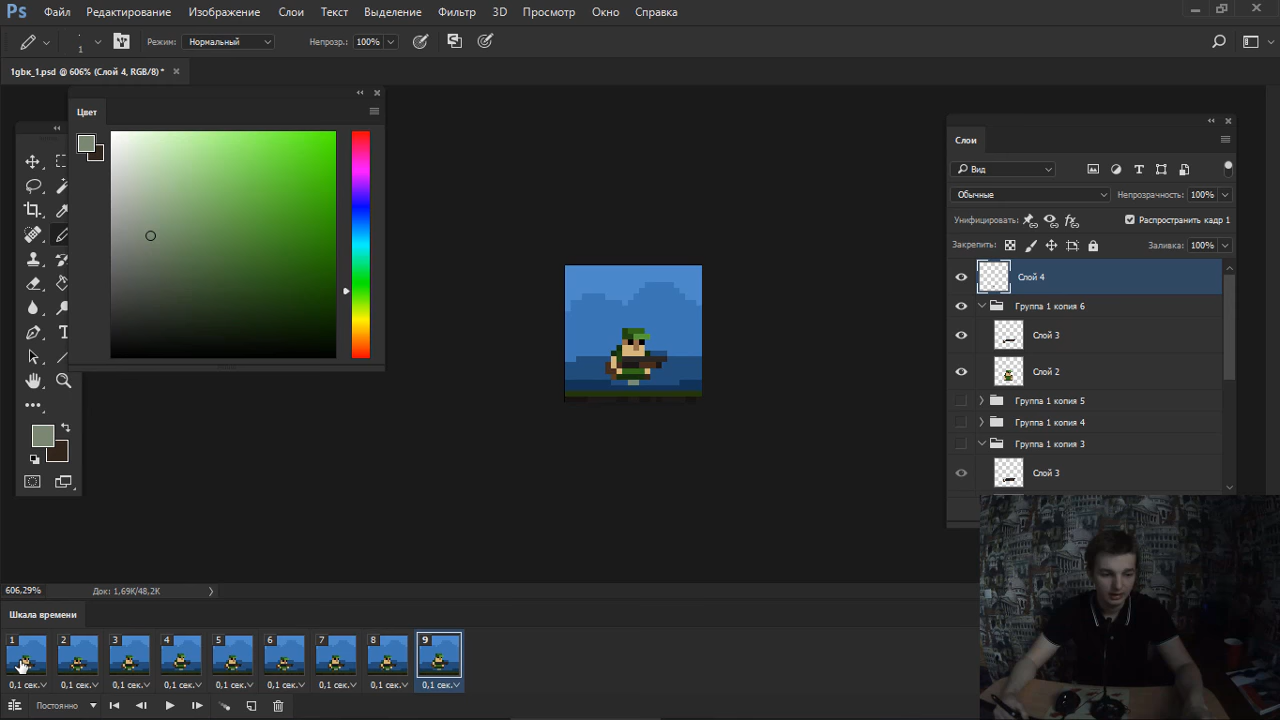 Ps Файл Редактирование Изображение Слои Текст Выделение Фильтр 3D Просмотр Окно Справка
1 Режим: Нормальный Непрозр.: 100%
1gвк_1.psd @ 606% (Слой 4, RGB/8) *
Цвет
Слои
Вид
Обычные Непрозрачность: 100%
Унифицировать: Распространить кадр 1
Закрепить: Заливка: 100%
Слой 4
Группа 1 копия 6
Слой 3
Слой 2
Группа 1 копия 5
Группа 1 копия 4
Группа 1 копия 3
Слой 3
606,29% Док: 1,69K/48,2K
Шкала времени
1 2 3 4 5 6 7 8 9
0,1 сек. 0,1 сек. 0,1 сек. 0,1 сек. 0,1 сек. 0,1 сек. 0,1 сек. 0,1 сек. 0,1 сек.
Постоянно